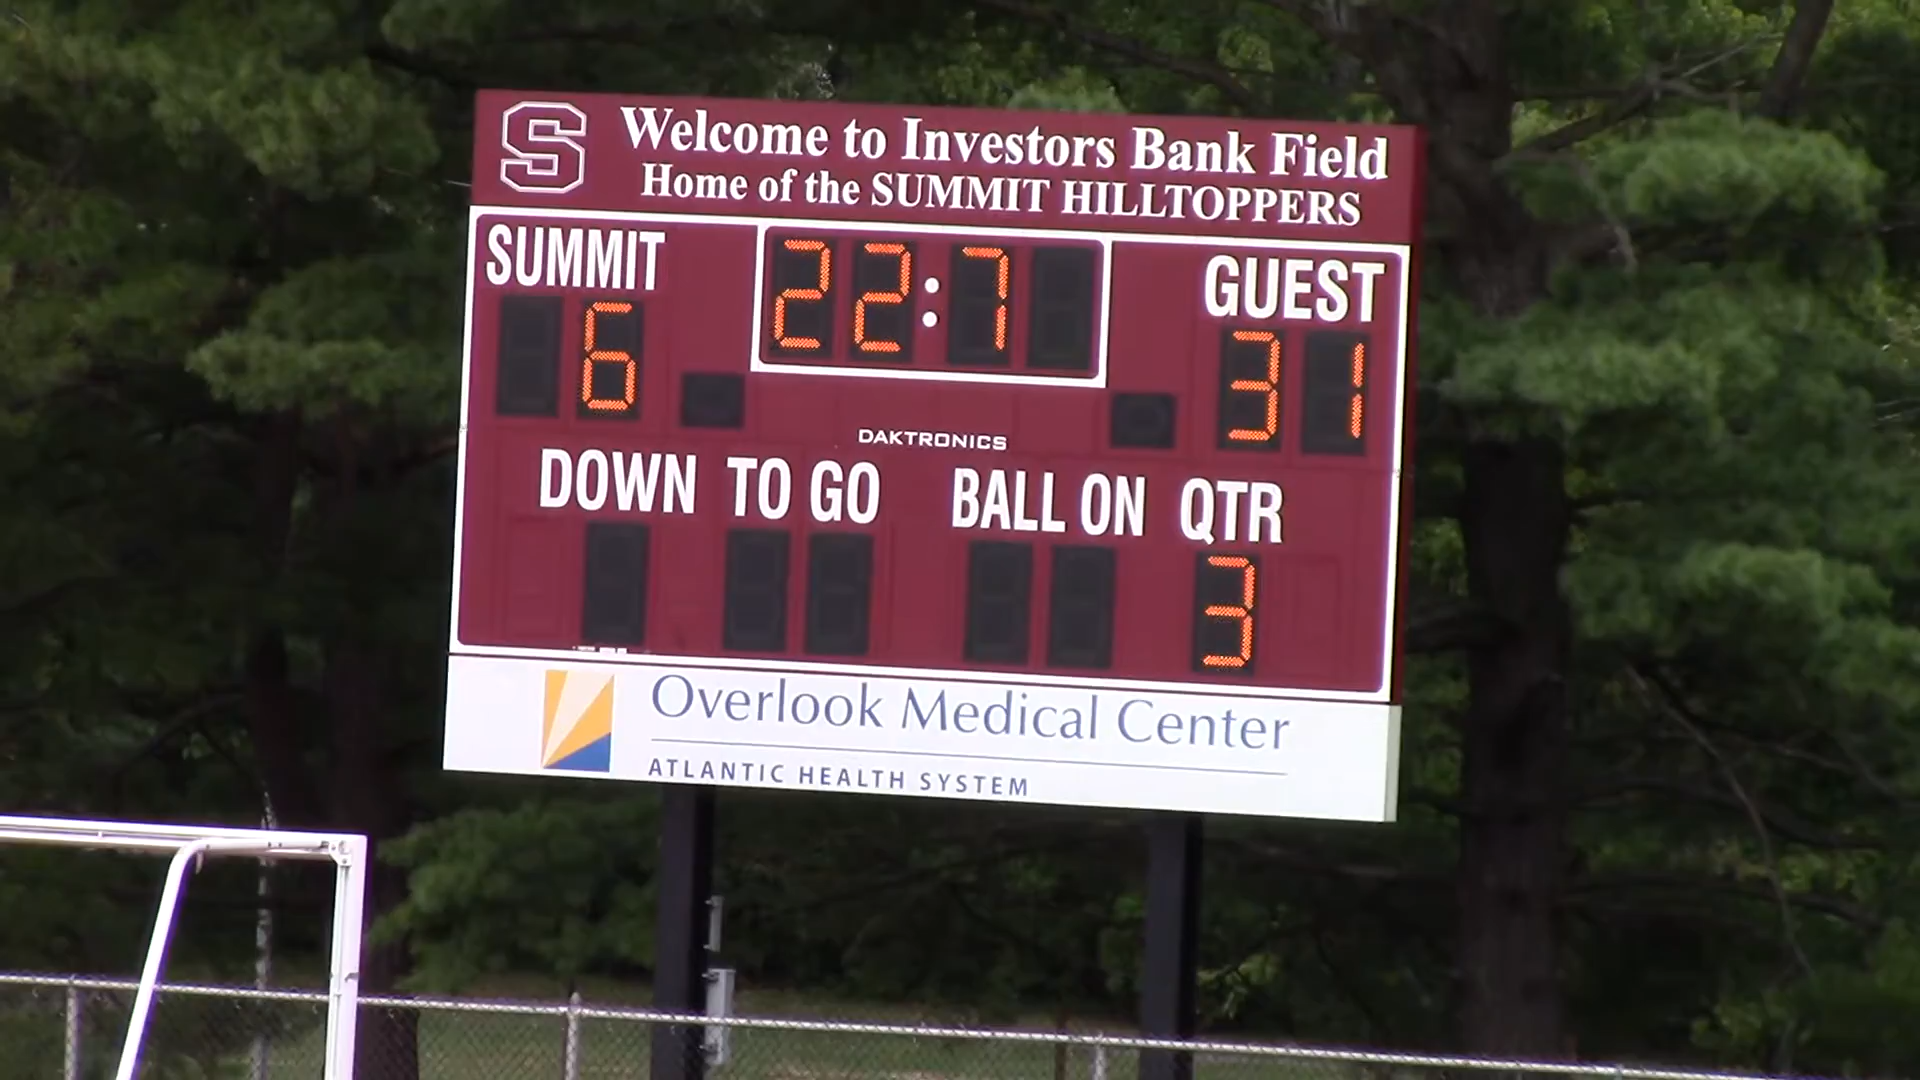 S
Welcome to Investors Bank Field
Home of the SUMMIT HILLTOPPERS
SUMMIT
22:7
GUEST
6
31
DAKTRONICS
DOWN TO GO BALL ON QTR
3
Overlook Medical Center
ATLANTIC HEALTH SYSTEM